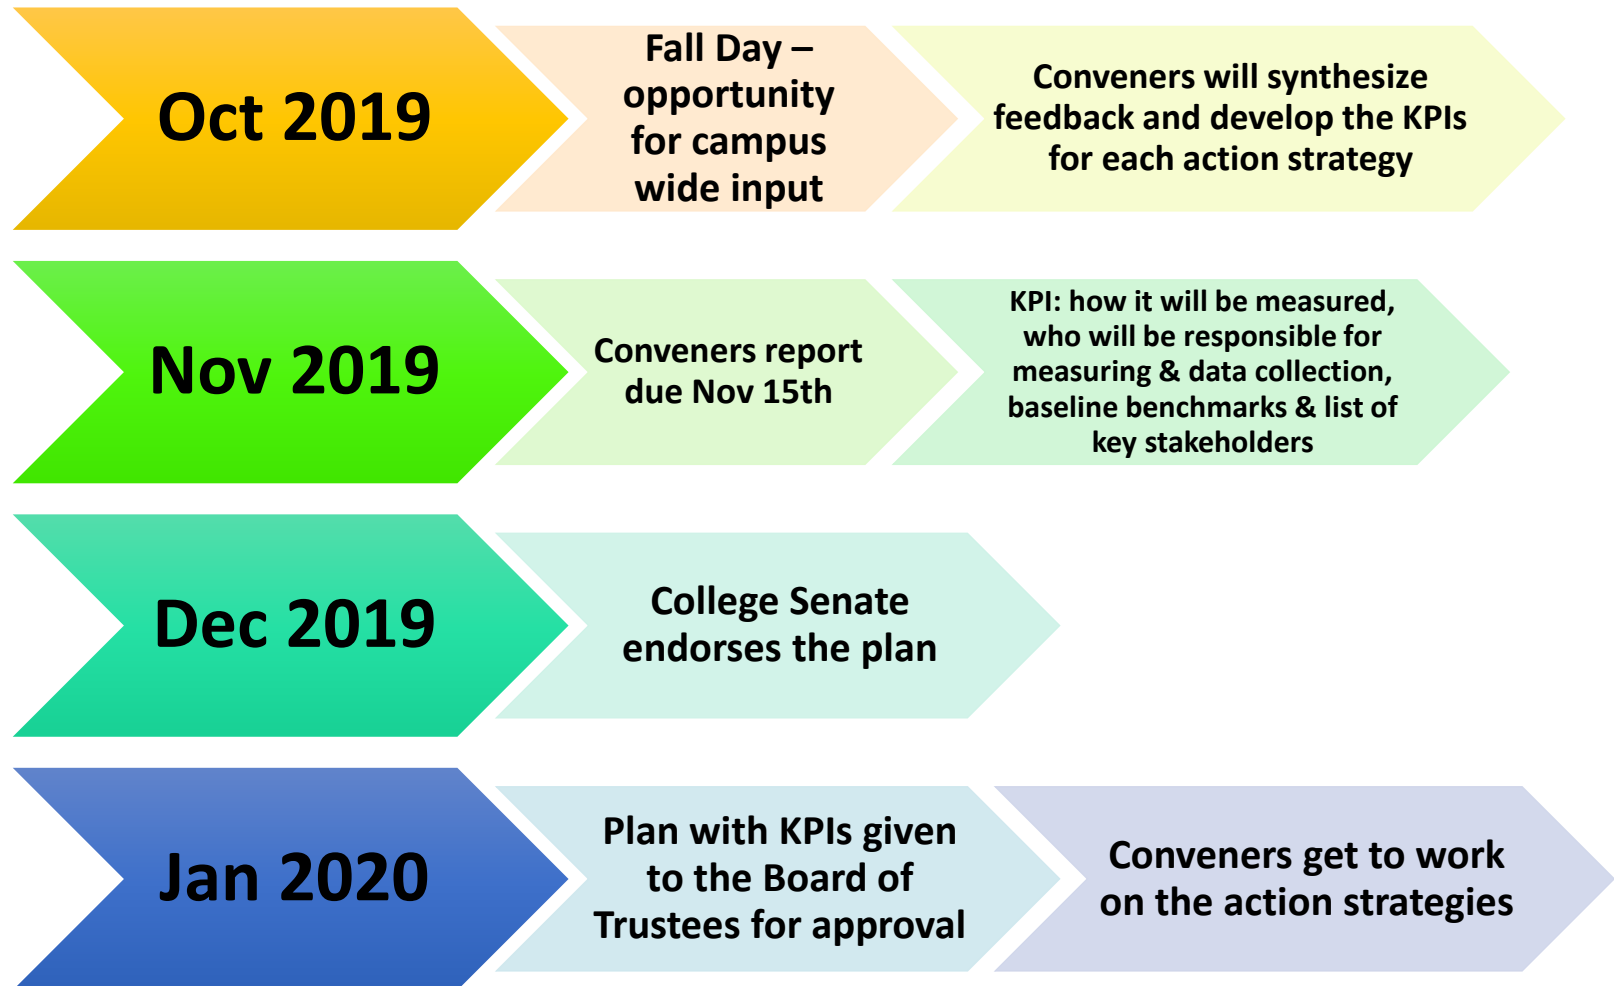 Oct 2019
Fall Day –
opportunity
for campus
wide input
Conveners will synthesize
feedback and develop the KPIs
for each action strategy
Nov 2019
Conveners report
due Nov 15th
KPI: how it will be measured,
who will be responsible for
measuring & data collection,
baseline benchmarks & list of
key stakeholders
Dec 2019
College Senate
endorses the plan
Jan 2020
Plan with KPIs given
to the Board of
Trustees for approval
Conveners get to work
on the action strategies